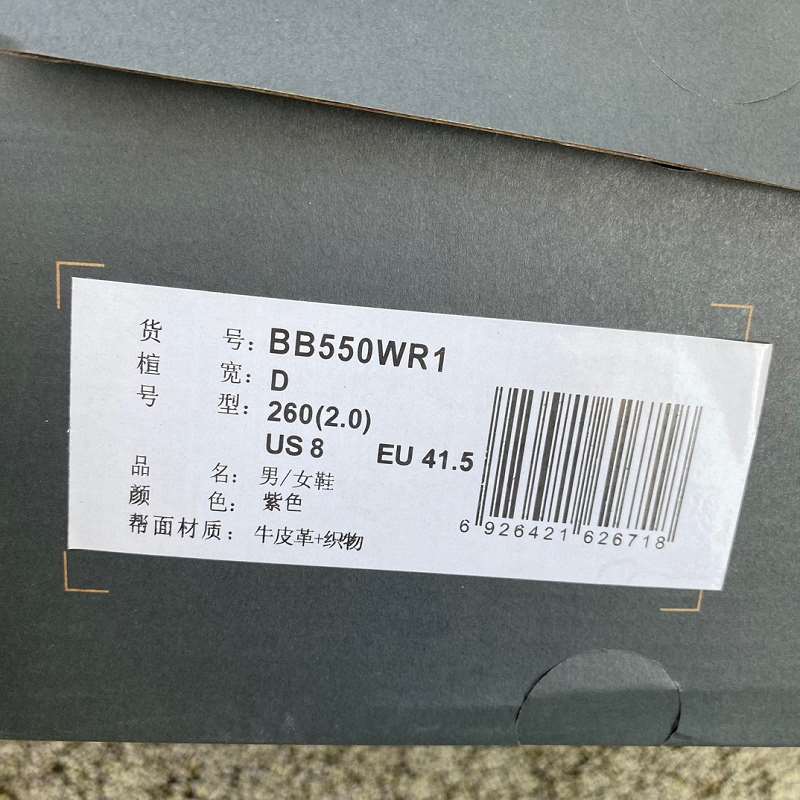 货号: BB550WR1
楦宽: D
号型: 260(2.0)
US 8 EU 41.5
品名: 男/女鞋
颜色: 紫色
帮面材质: 牛皮革+织物
6 926421 626718